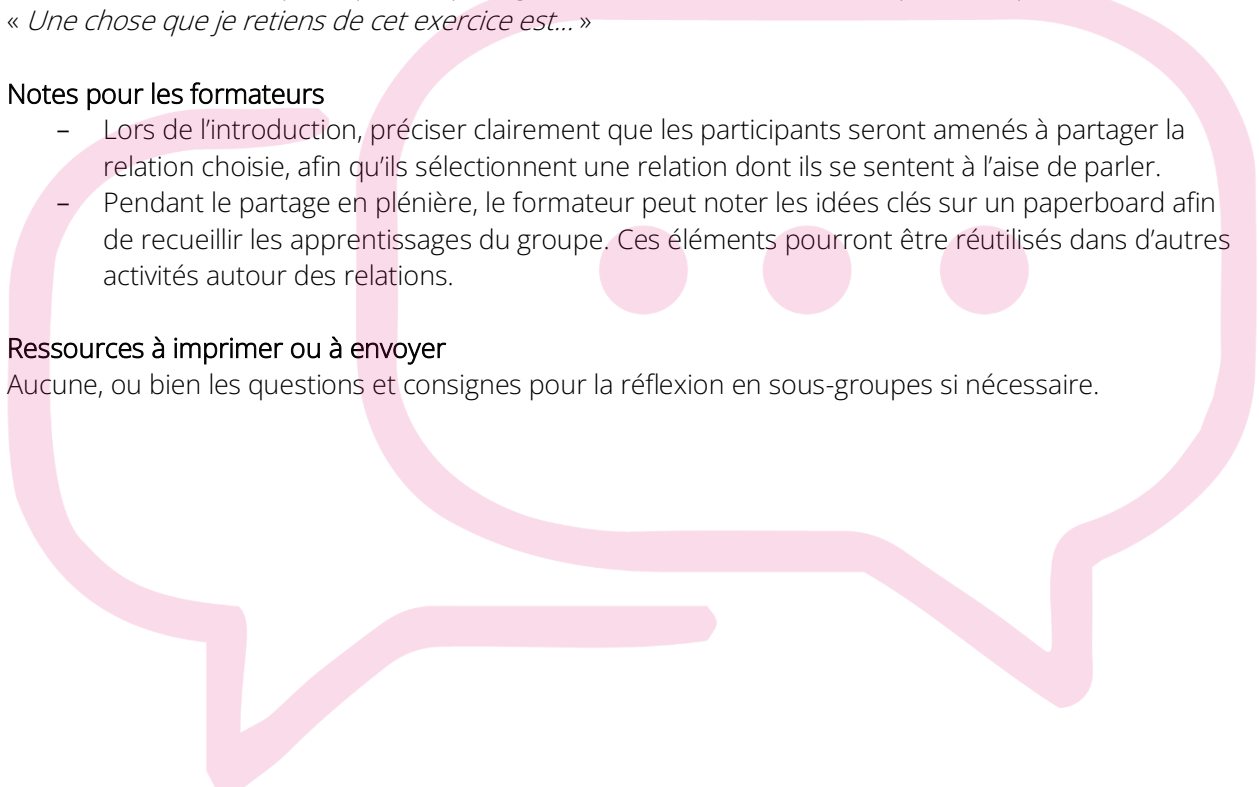 « Une chose que je retiens de cet exercice est... »
Notes pour les formateurs
– Lors de l'introduction, préciser clairement que les participants seront amenés à partager la
relation choisie, afin qu'ils sélectionnent une relation dont ils se sentent à l'aise de parler.
– Pendant le partage en plénière, le formateur peut noter les idées clés sur un paperboard afin
de recueillir les apprentissages du groupe. Ces éléments pourront être réutilisés dans d'autres
activités autour des relations.
Ressources à imprimer ou à envoyer
Aucune, ou bien les questions et consignes pour la réflexion en sous-groupes si nécessaire.